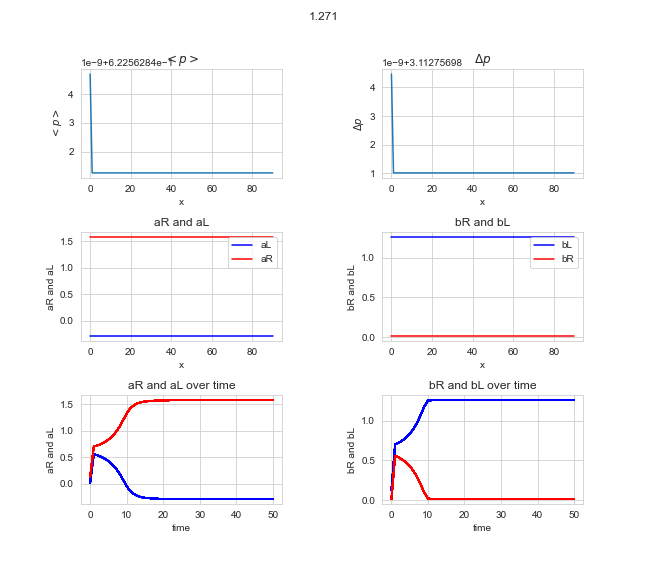 1.271
1e−9+6.2256284e−1 < p >
1e−9+3.11275698 Δp
< p >
4
3
2
0 20 40 60 80
x
Δp
4
3
2
1
0 20 40 60 80
x
aR and aL
aR and aL
1.5
1.0
0.5
0.0
aL
aR
0 20 40 60 80
x
bR and bL
bR and bL
1.0
0.5
0.0
bL
bR
0 20 40 60 80
x
aR and aL over time
aR and aL
1.5
1.0
0.5
0.0
0 10 20 30 40 50
time
bR and bL over time
bR and bL
1.0
0.5
0.0
0 10 20 30 40 50
time